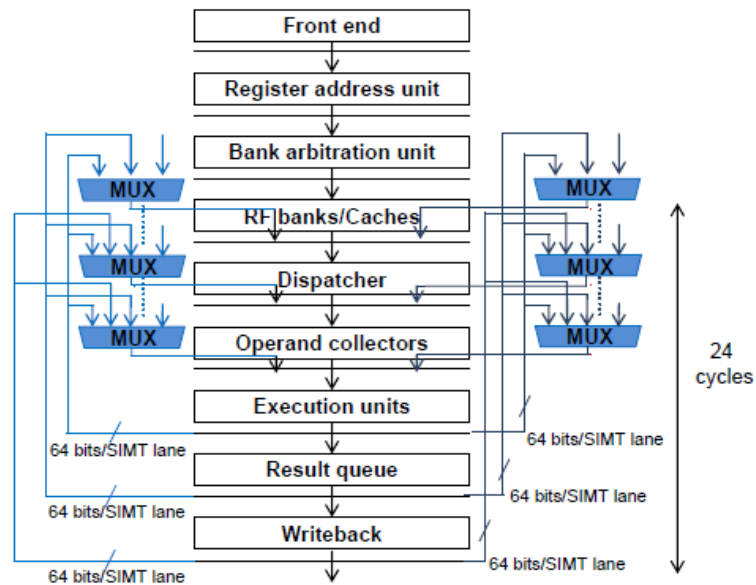 Front end
Register address unit
Bank arbitration unit
MUX
MUX
RF banks/Caches
MUX
MUX
Dispatcher
MUX
MUX
Operand collectors
24
cycles
Execution units
64 bits/SIMT lane
64 bits/SIMT lane
Result queue
64 bits/SIMT lane
64 bits/SIMT lane
Writeback
64 bits/SIMT lane
64 bits/SIMT lane